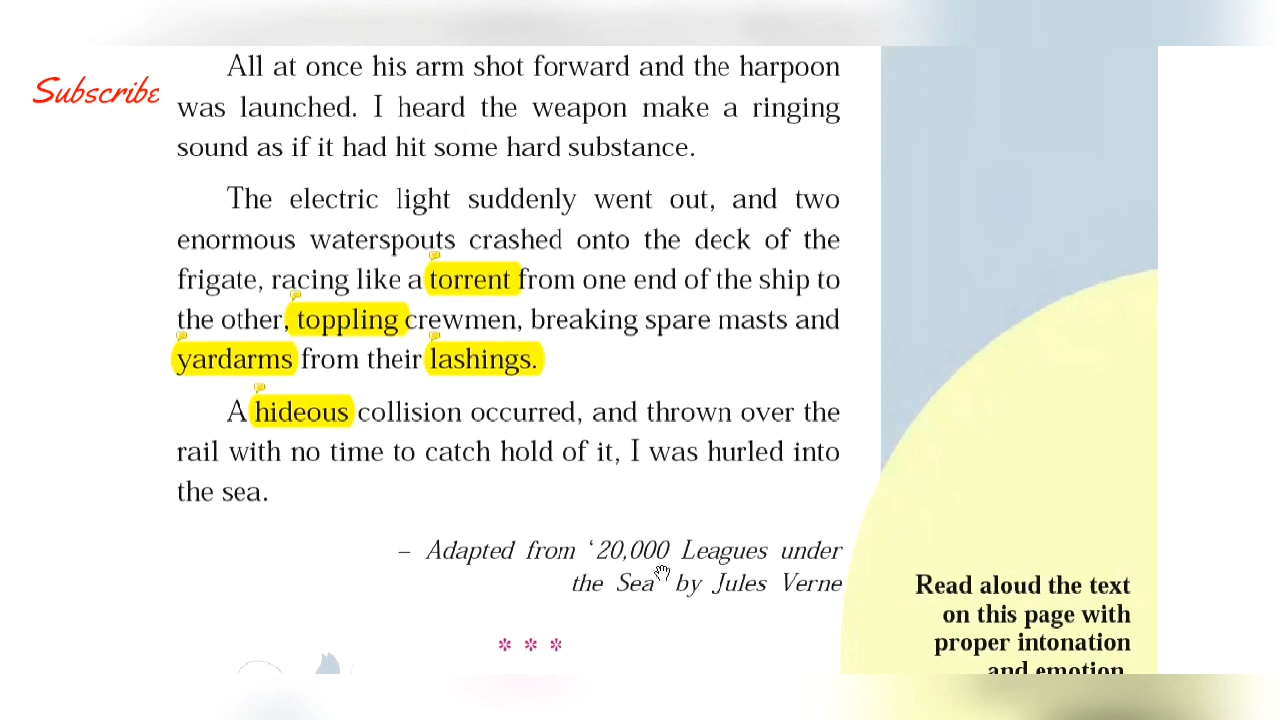 Subscribe
All at once his arm shot forward and the harpoon
was launched. I heard the weapon make a ringing
sound as if it had hit some hard substance.
The electric light suddenly went out, and two
enormous waterspouts crashed onto the deck of the
frigate, racing like a torrent from one end of the ship to
the other, toppling crewmen, breaking spare masts and
yardarms from their lashings.
A hideous collision occurred, and thrown over the
rail with no time to catch hold of it, I was hurled into
the sea.
– Adapted from ‘20,000 Leagues under
the Sea’ by Jules Verne
* * *
Read aloud the text
on this page with
proper intonation
and emotion.